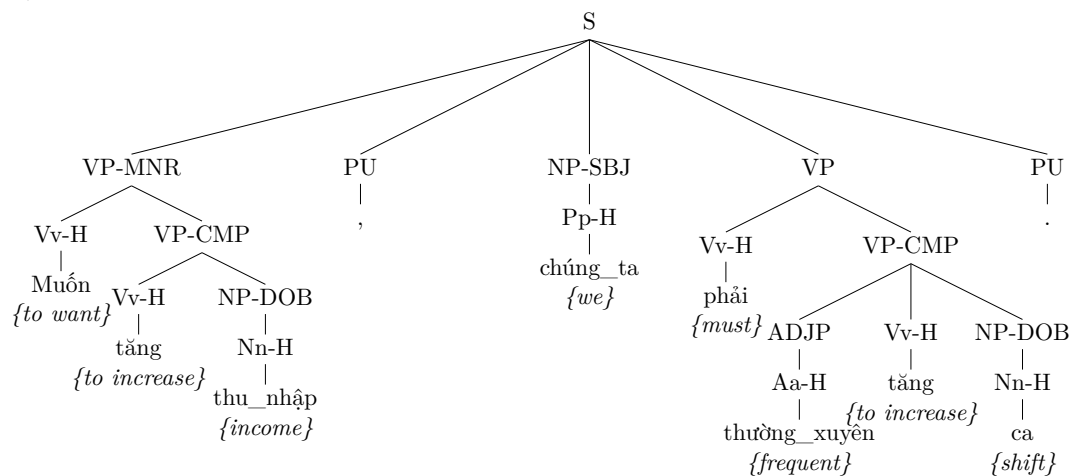 S
VP-MNR PU NP-SBJ VP PU
Vv-H VP-CMP , Pp-H Vv-H VP-CMP .
Muốn Vv-H NP-DOB chúng_ta phải ADJP Vv-H NP-DOB
{to want} tăng Nn-H {we} {must} Aa-H tăng Nn-H
{to increase} thu_nhập thường_xuyên {to increase} ca
{income} {frequent} {shift}